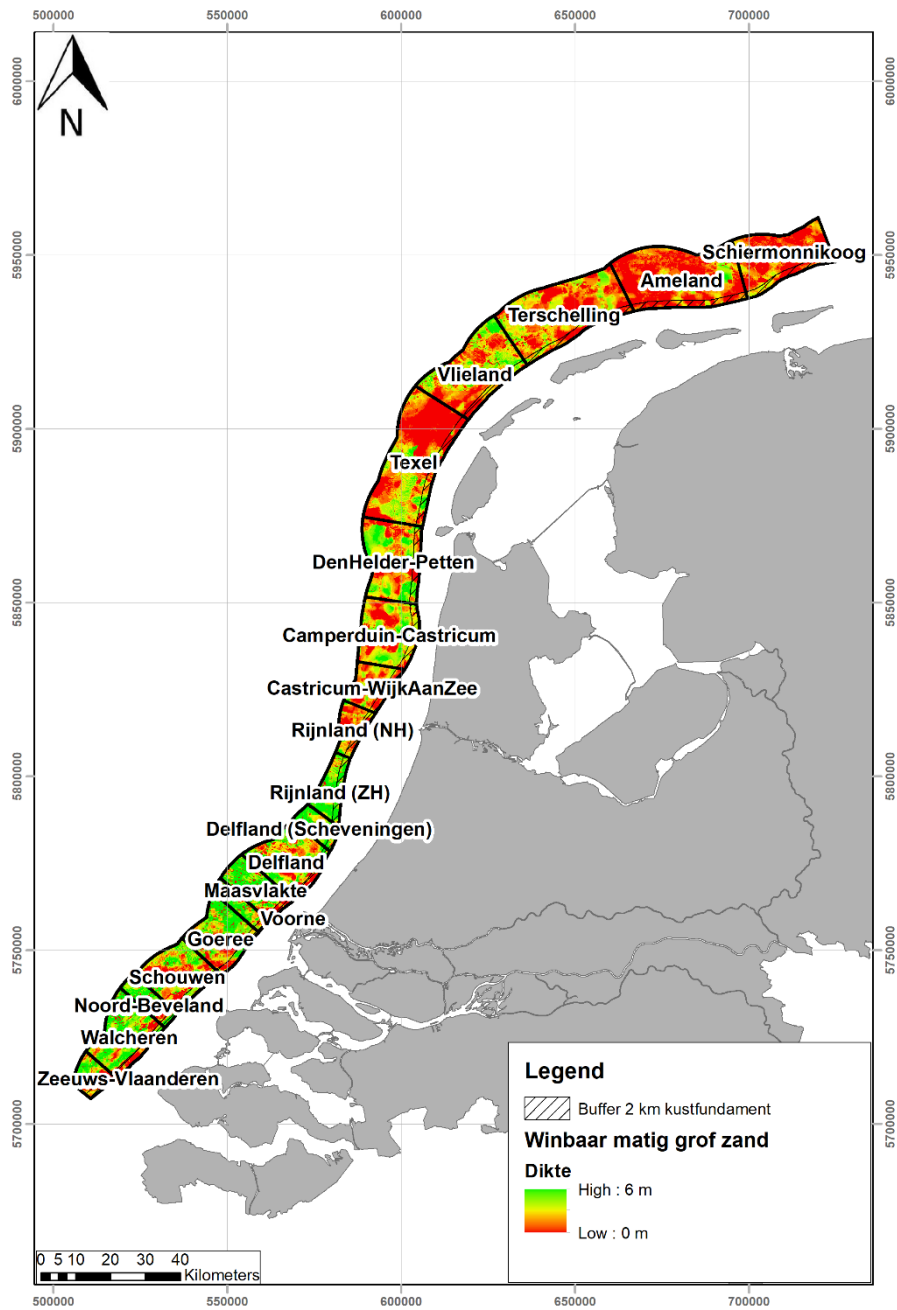 500000 550000 600000 650000 700000
6000000 6000000
N
5950000 5950000
Schiermonnikoog
Ameland
Terschelling
Vlieland
5900000 5900000
Texel
DenHelder-Petten
5850000 5850000
Camperduin-Castricum
Castricum-WijkAanZee
Rijnland (NH)
5800000 5800000
Rijnland (ZH)
Delfland (Scheveningen)
Delfland
Maasvlakte
Voorne
Goeree
5750000 5750000
Schouwen
Noord-Beveland
Walcheren
Zeeuws-Vlaanderen
5700000 5700000
Legend
Buffer 2 km kustfundament
Winbaar matig grof zand
Dikte
High : 6 m
Low : 0 m
0 5 10 20 30 40
Kilometers
500000 550000 600000 650000 700000